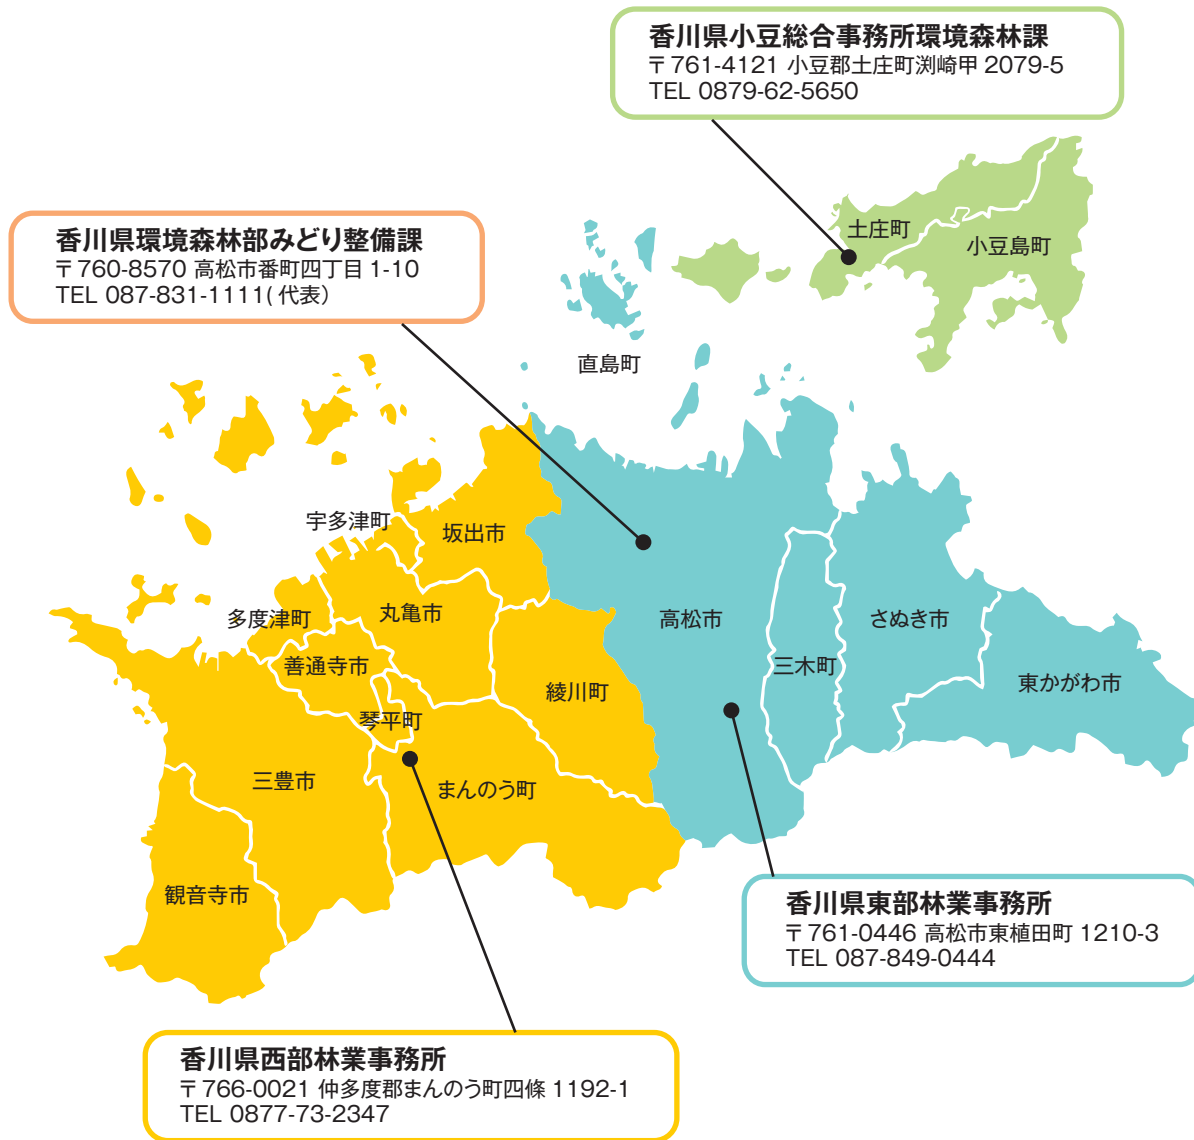 香川県小豆総合事務所環境森林課
〒761-4121 小豆郡土庄町渕崎甲 2079-5
TEL 0879-62-5650
香川県環境森林部みどり整備課
〒760-8570 高松市番町四丁目 1-10
TEL 087-831-1111(代表)
土庄町
小豆島町
直島町
宇多津町
坂出市
多度津町
丸亀市
高松市
さぬき市
善通寺市
三木町
綾川町
東かがわ市
琴平町
三豊市
まんのう町
観音寺市
香川県東部林業事務所
〒761-0446 高松市東植田町 1210-3
TEL 087-849-0444
香川県西部林業事務所
〒766-0021 仲多度郡まんのう町四條 1192-1
TEL 0877-73-2347